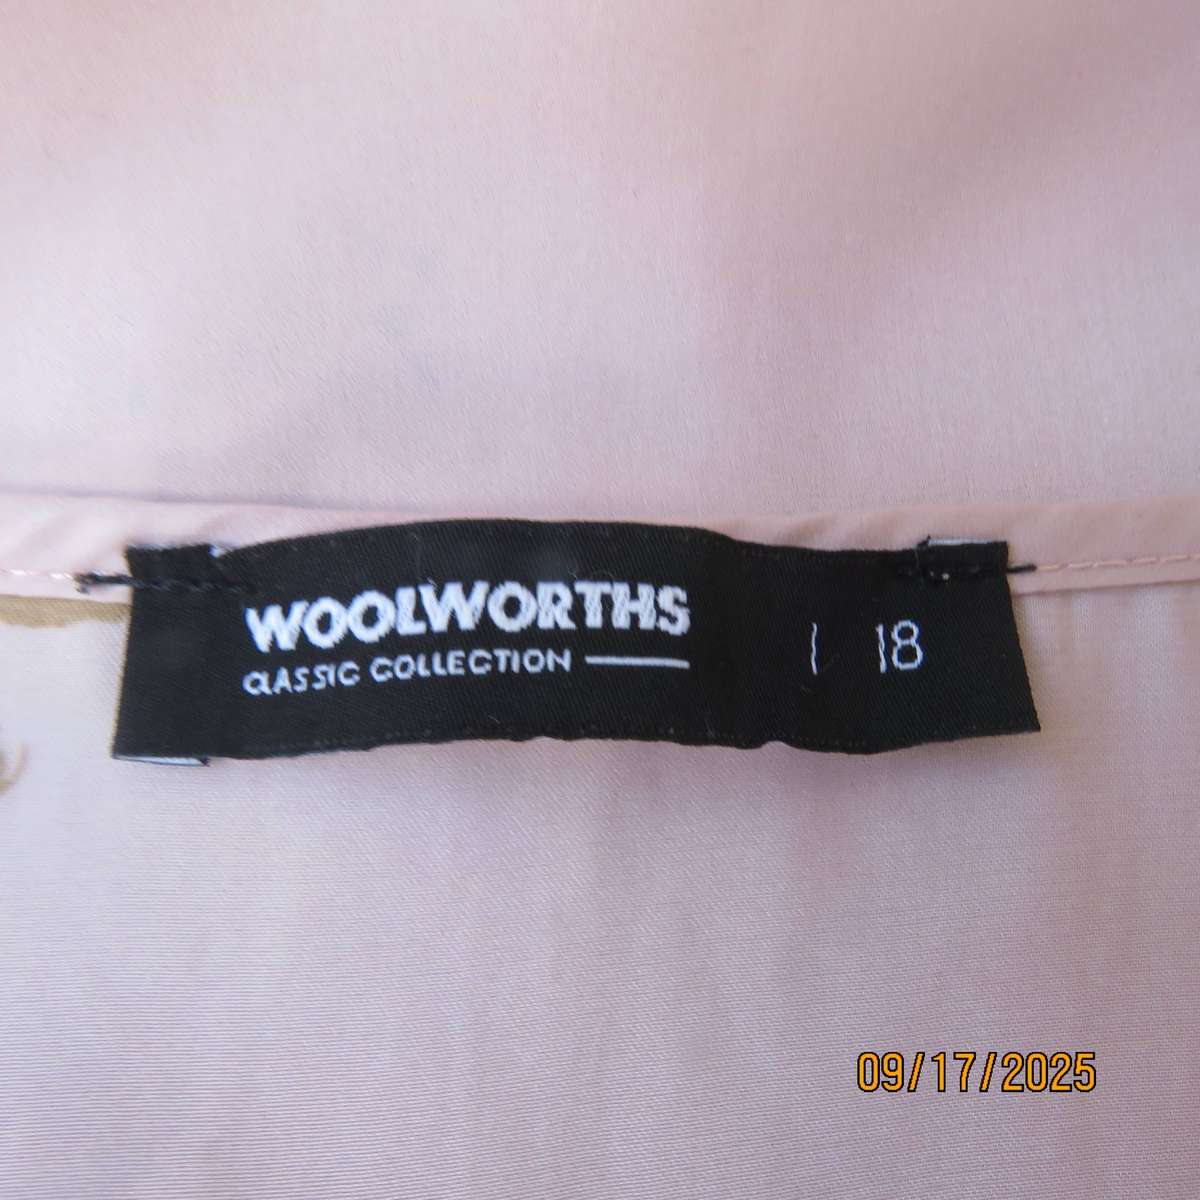 WOOLWORTHS
CLASSIC COLLECTION
| 18
09/17/2025